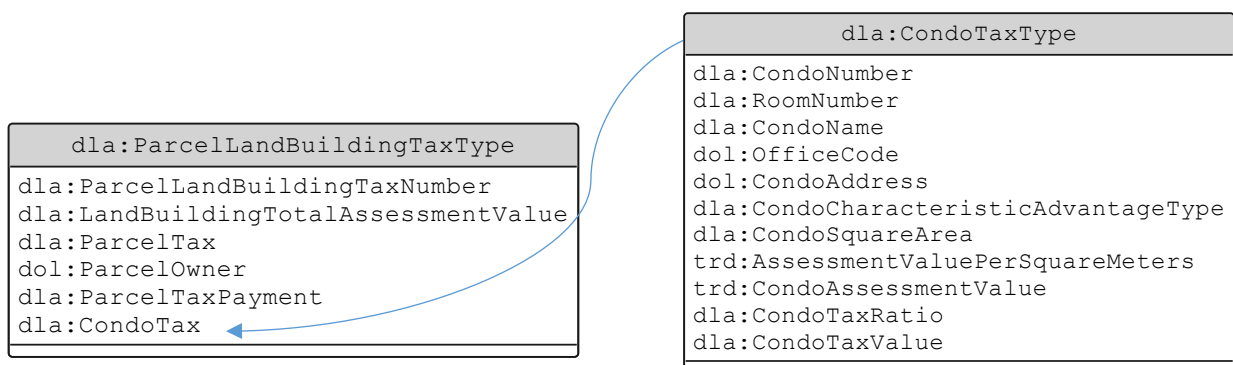 dla:ParcelLandBuildingTaxType
dla:ParcelLandBuildingTaxNumber
dla:LandBuildingTotalAssessmentValue
dla:ParcelTax
dol:ParcelOwner
dla:ParcelTaxPayment
dla:CondoTax
dla:CondoTaxType
dla:CondoNumber
dla:RoomNumber
dla:CondoName
dol:OfficeCode
dol:CondoAddress
dla:CondoCharacteristicAdvantageType
dla:CondoSquareArea
trd:AssessmentValuePerSquareMeters
trd:CondoAssessmentValue
dla:CondoTaxRatio
dla:CondoTaxValue